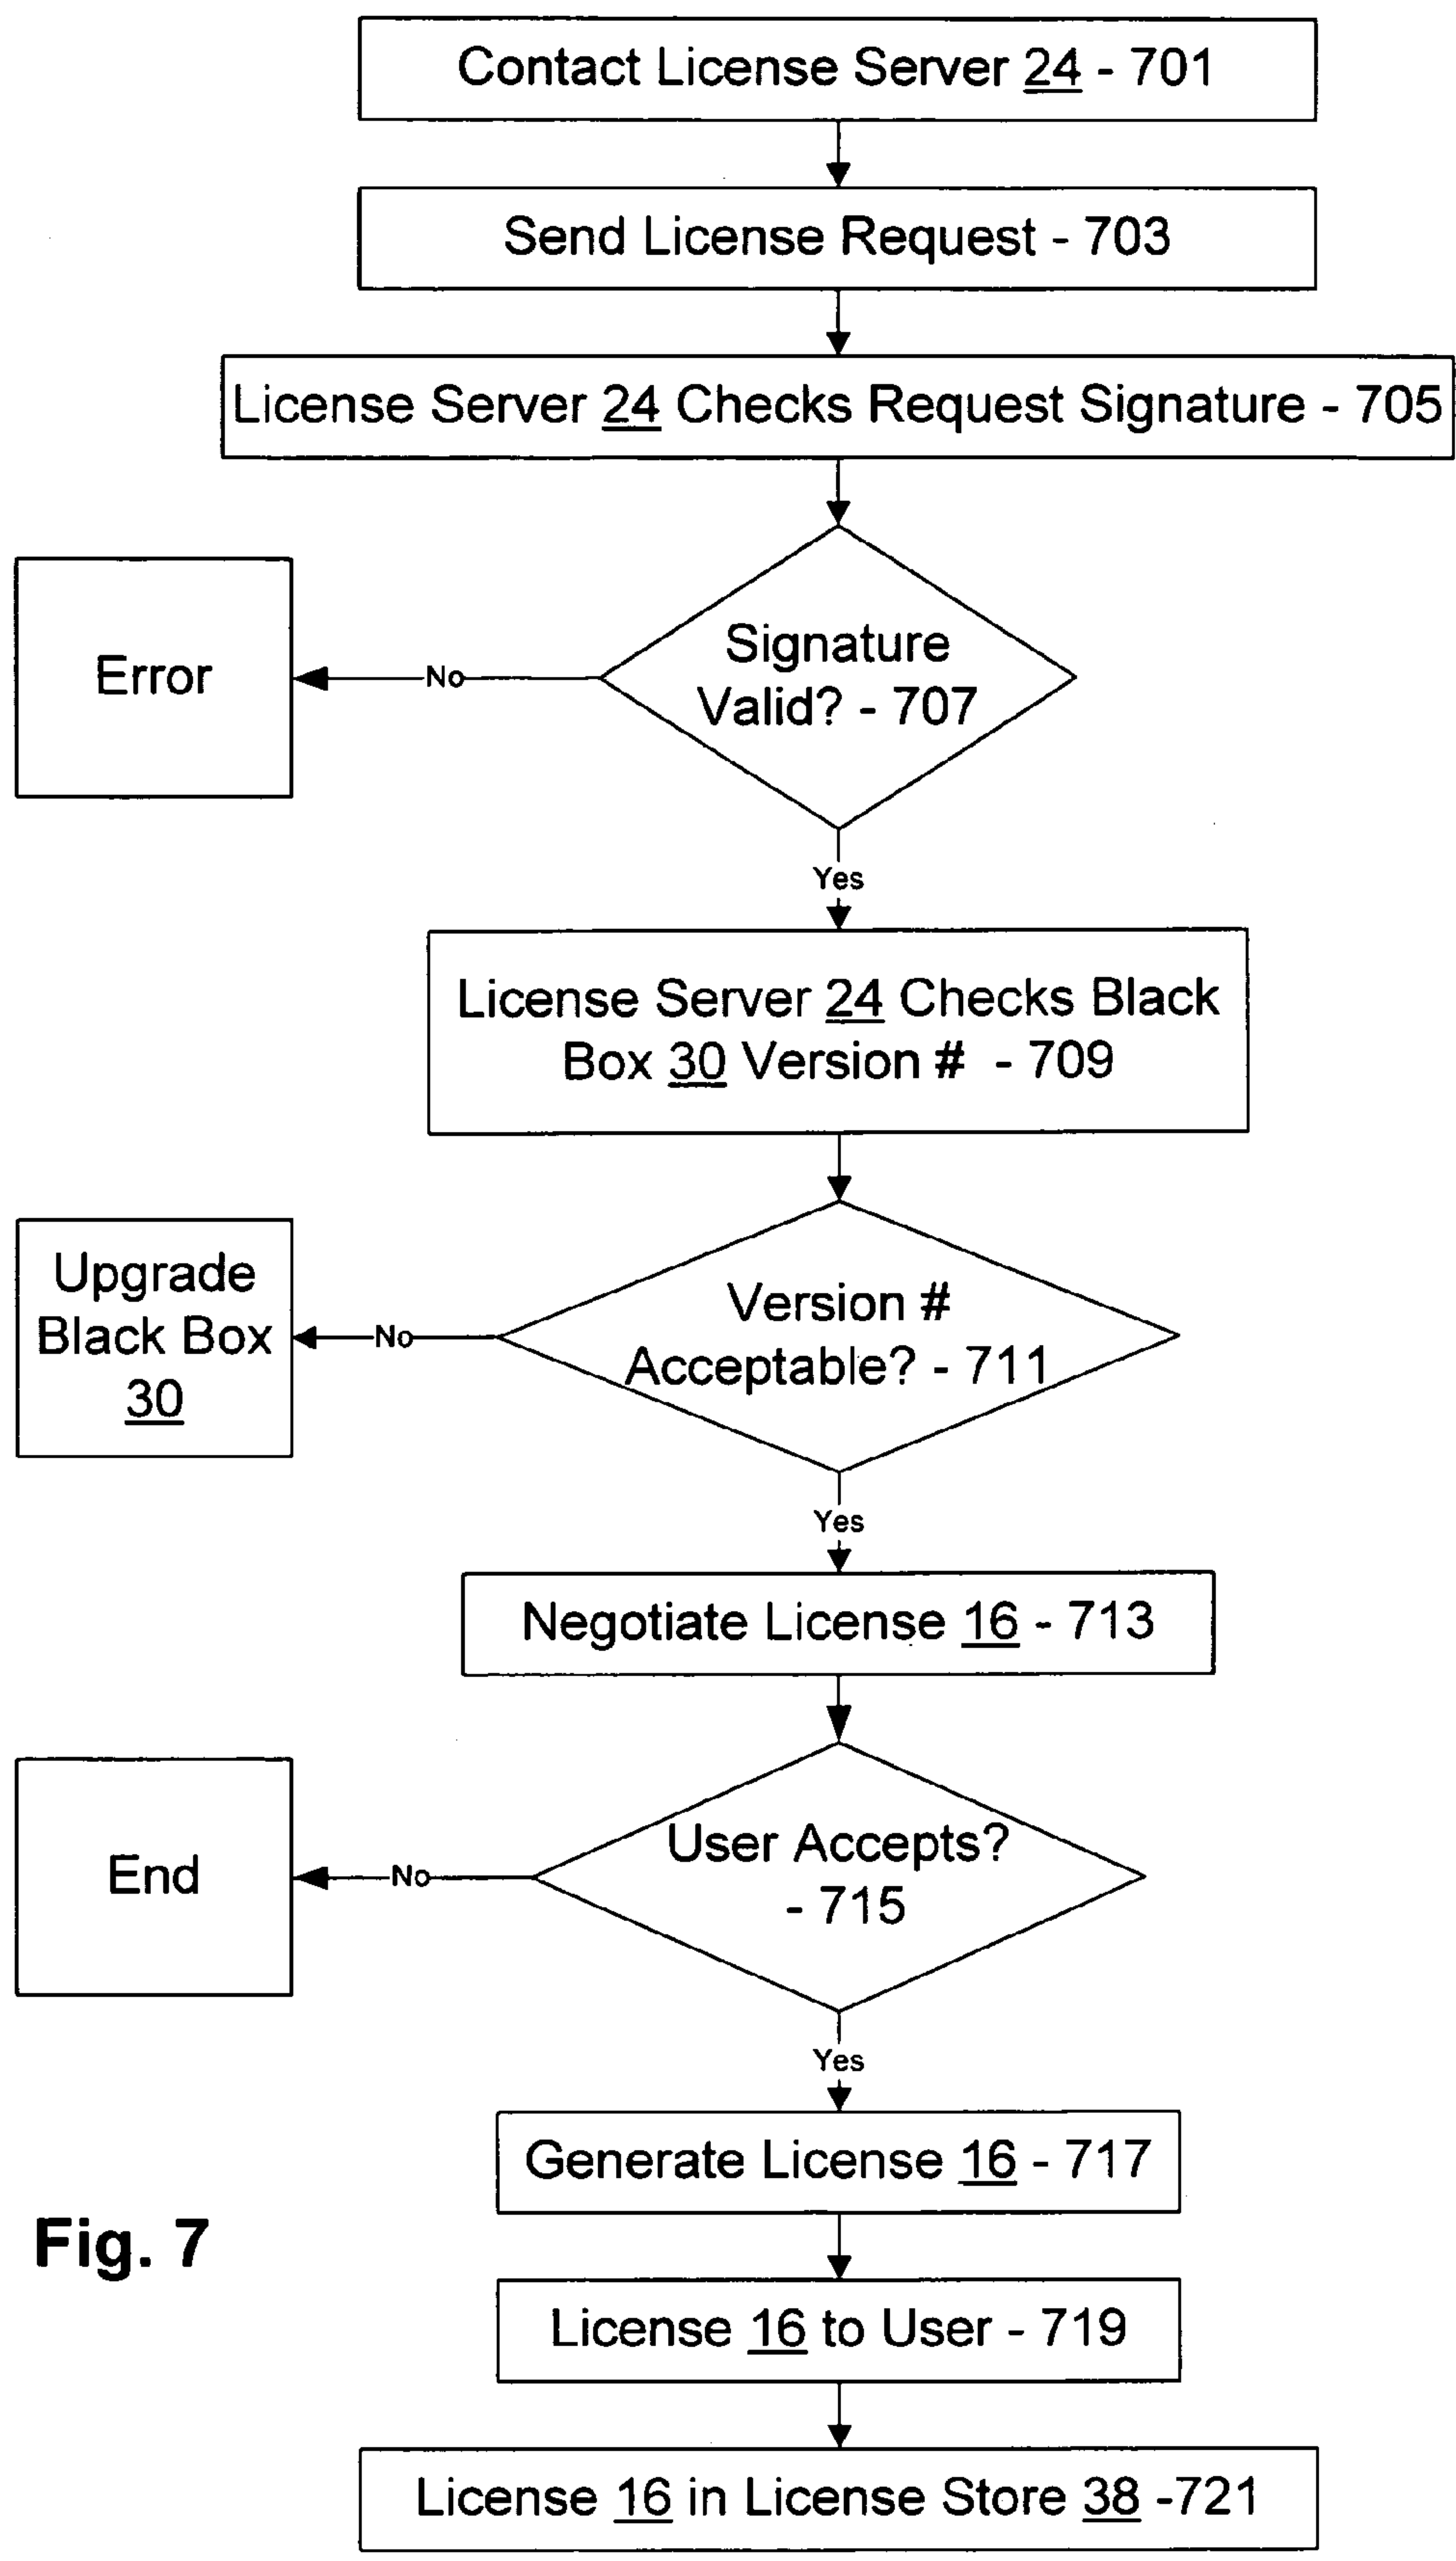 Contact License Server 24 - 701
Send License Request - 703
License Server 24 Checks Request Signature - 705
Signature
Valid? - 707
No
Error
Yes
License Server 24 Checks Black
Box 30 Version # - 709
Version #
Acceptable? - 711
No
Upgrade
Black Box
30
Yes
Negotiate License 16 - 713
User Accepts?
- 715
No
End
Yes
Generate License 16 - 717
License 16 to User - 719
License 16 in License Store 38 -721
Fig. 7